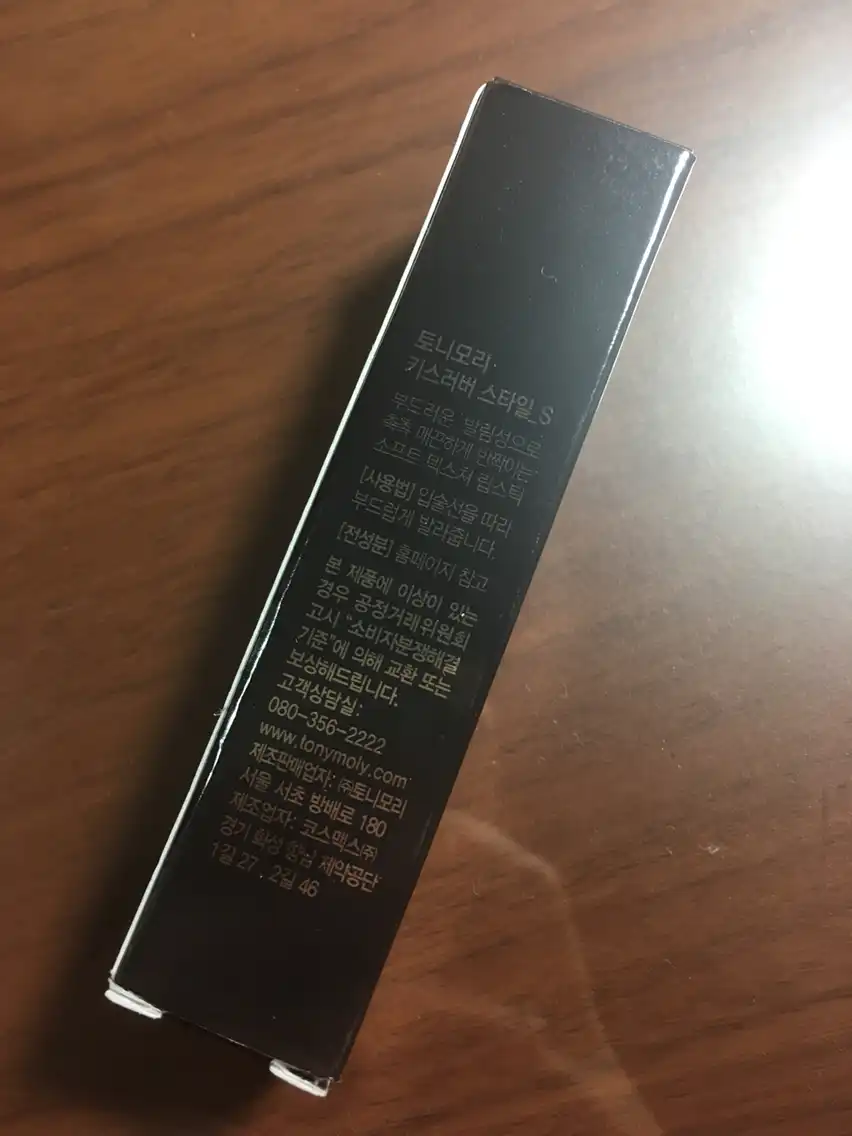 토니모리
키스러버 스타일_S
부드러운 발림성으로
촉촉 매끈하게 반짝이는
소프트 텍스처 립스틱
[사용법] 입술선을 따라
부드럽게 발라줍니다.
[전성분] 홈페이지 참고
본 제품에 이상이 있는
경우 공정거래위원회
고시 "소비자분쟁해결
기준"에 의해 교환 또는
보상해드립니다.
고객상담실:
080-356-2222
www.tonymoly.com
제조판매업자: ㈜토니모리
서울 서초 방배로 180
제조업자: 코스맥스㈜
경기 화성 향남 제약공단
1길 27, 2길 46